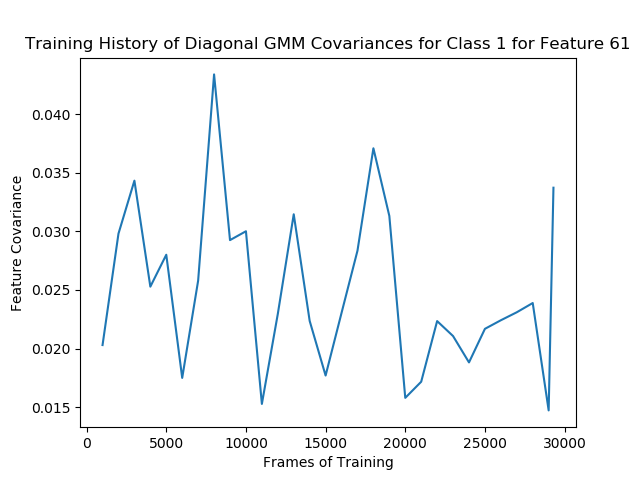 Training History of Diagonal GMM Covariances for Class 1 for Feature 61
0.040
0.035
0.030
0.025
0.020
0.015
Feature Covariance
0 5000 10000 15000 20000 25000 30000
Frames of Training